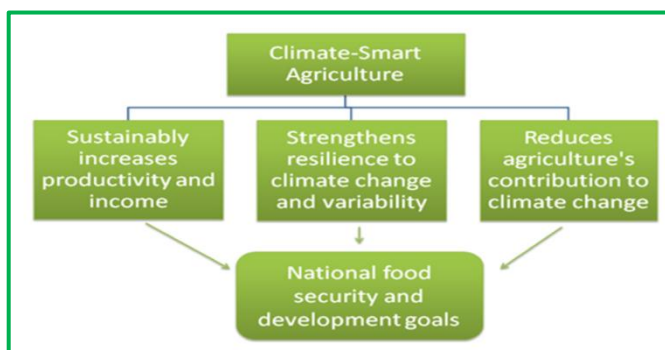 Climate-Smart
Agriculture
Sustainably
increases
productivity and
income
Strengthens
resilience to
climate change
and variability
Reduces
agriculture's
contribution to
climate change
National food
security and
development goals